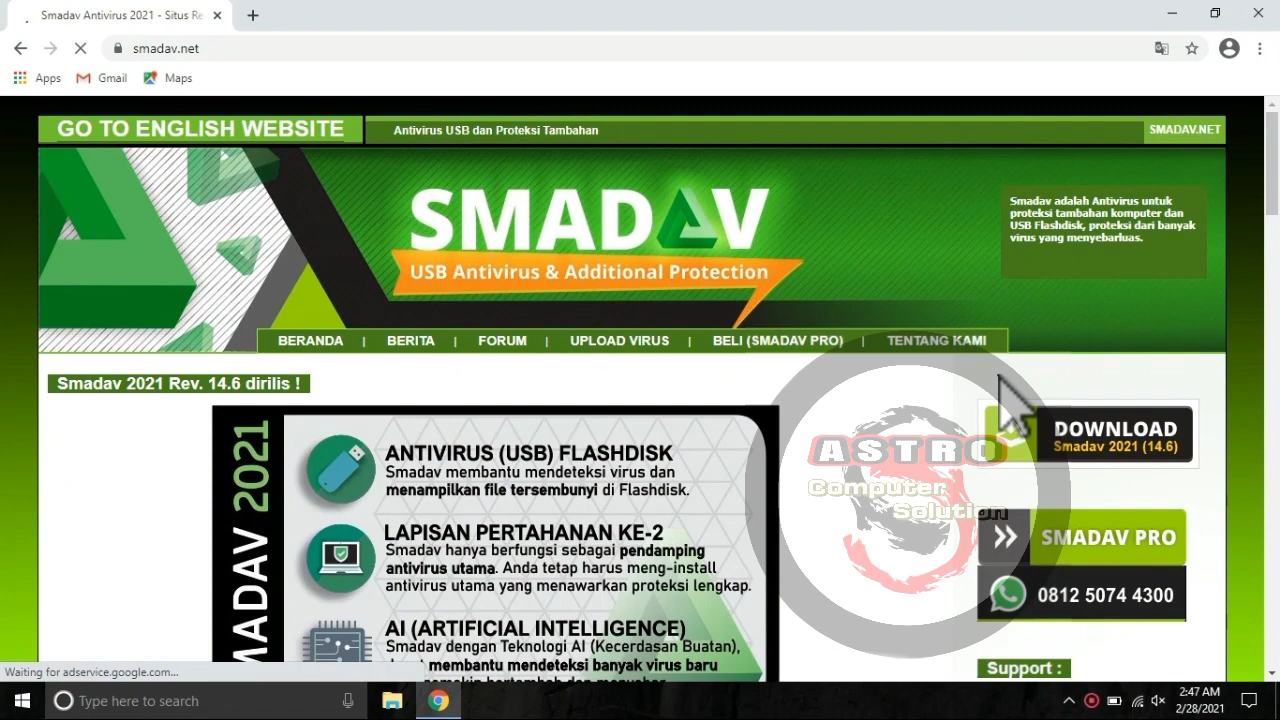 Smadav Antivirus 2021 - Situs Re
smadav.net
Apps
Gmail
Maps
GO TO ENGLISH WEBSITE
Antivirus USB dan Proteksi Tambahan
SMADAV.NET
SMADAV
USB Antivirus & Additional Protection
Smadav adalah Antivirus untuk
proteksi tambahan komputer dan
USB Flashdisk, proteksi dari banyak
virus yang menyebarluas.
BERANDA | BERITA | FORUM | UPLOAD VIRUS | BELI (SMADAV PRO) | TENTANG KAMI
Smadav 2021 Rev. 14.6 dirilis !
SMADAV 2021
ANTIVIRUS (USB) FLASHDISK
Smadav membantu mendeteksi virus dan
menampilkan file tersembunyi di Flashdisk.
LAPISAN PERTAHANAN KE-2
Smadav hanya berfungsi sebagai pendamping
antivirus utama. Anda tetap harus meng-install
antivirus utama yang menawarkan proteksi lengkap.
AI (ARTIFICIAL INTELLIGENCE)
Smadav dengan Teknologi AI (Kecerdasan Buatan),
membantu mendeteksi banyak virus baru
DOWNLOAD
Smadav 2021 (14.6)
ASTRO
Computer
Solution
SMADAV PRO
0812 5074 4300
Support :
Waiting for adservice.google.com...
Type here to search
2:47 AM
2/28/2021